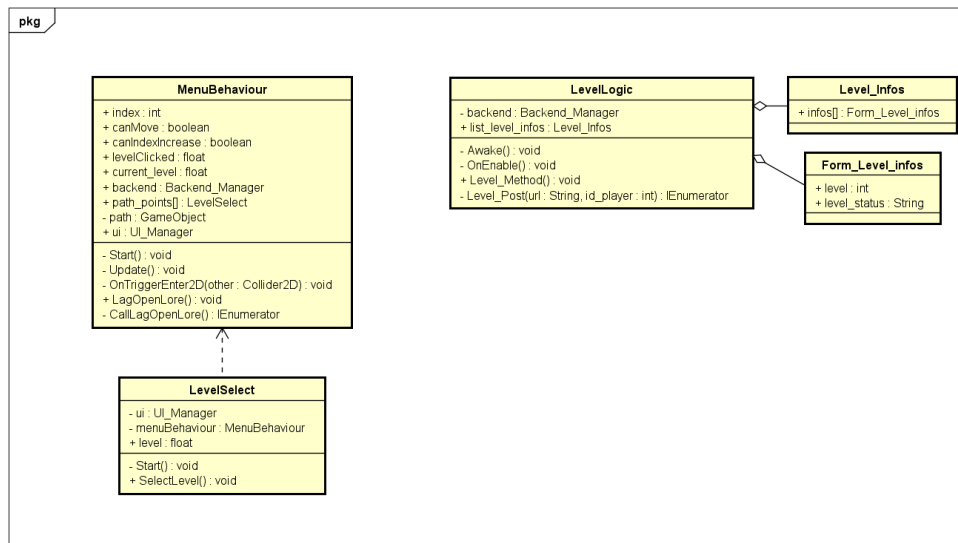 pkg
MenuBehaviour
+ index : int
+ canMove : boolean
+ canIndexIncrease : boolean
+ levelClicked : float
+ current_level : float
+ backend : Backend_Manager
+ path_points[] : LevelSelect
- path : GameObject
+ ui : UI_Manager
- Start() : void
- Update() : void
- OnTriggerEnter2D(other : Collider2D) : void
+ LagOpenLore() : void
- CallLagOpenLore() : IEnumerator
LevelSelect
- ui : UI_Manager
- menuBehaviour : MenuBehaviour
+ level : float
- Start() : void
+ SelectLevel() : void
LevelLogic
- backend : Backend_Manager
+ list_level_infos : Level_Infos
- Awake() : void
- OnEnable() : void
+ Level_Method() : void
- Level_Post(url : String, id_player : int) : IEnumerator
Level_Infos
+ infos[] : Form_Level_infos
Form_Level_infos
+ level : int
+ level_status : String